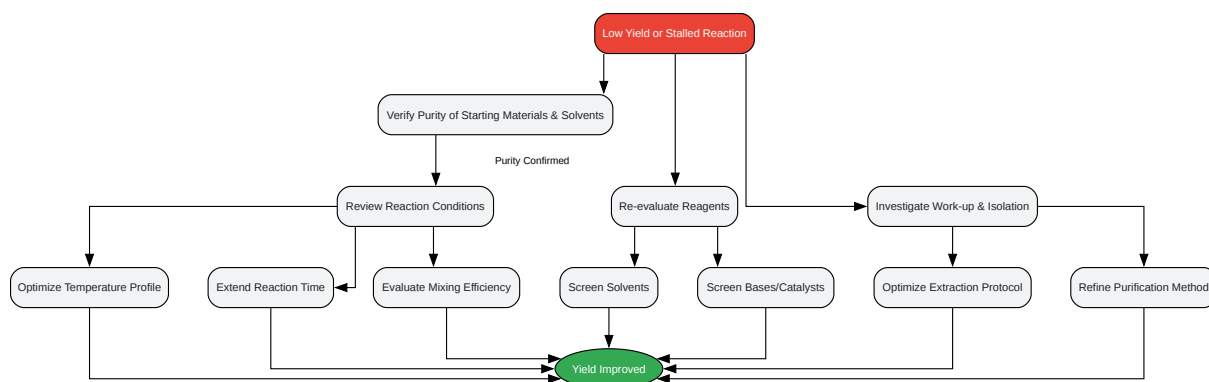 Low Yield or Stalled Reaction
Verify Purity of Starting Materials & Solvents
Purity Confirmed
Review Reaction Conditions
Re-evaluate Reagents
Investigate Work-up & Isolation
Optimize Temperature Profile
Extend Reaction Time
Evaluate Mixing Efficiency
Screen Solvents
Screen Bases/Catalysts
Optimize Extraction Protocol
Refine Purification Method
Yield Improved